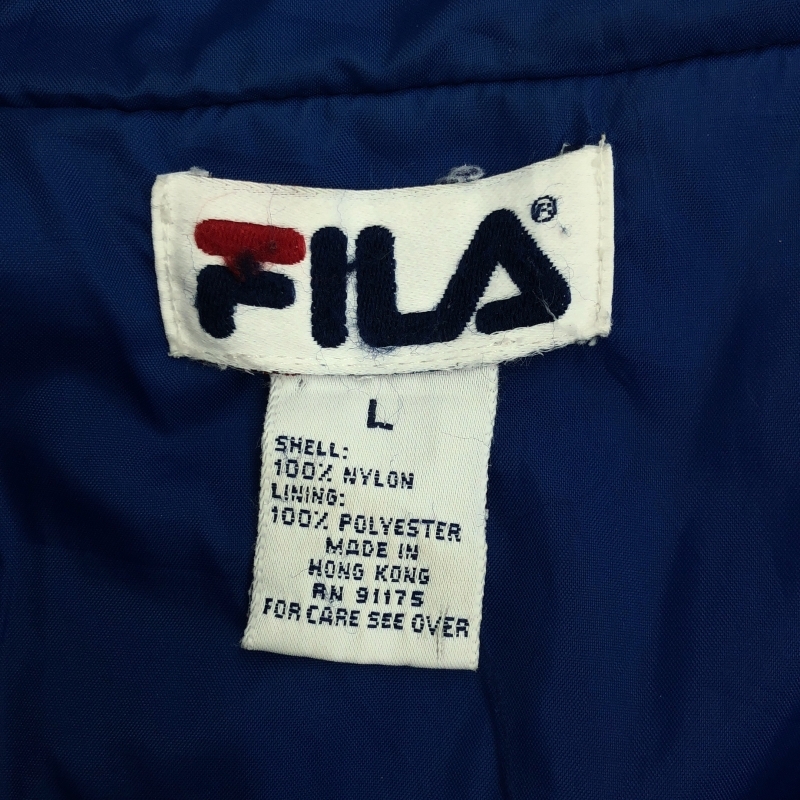 FILA®
L
SHELL:
100% NYLON
LINING:
100% POLYESTER
MADE IN
HONG KONG
RN 91175
FOR CARE SEE OVER